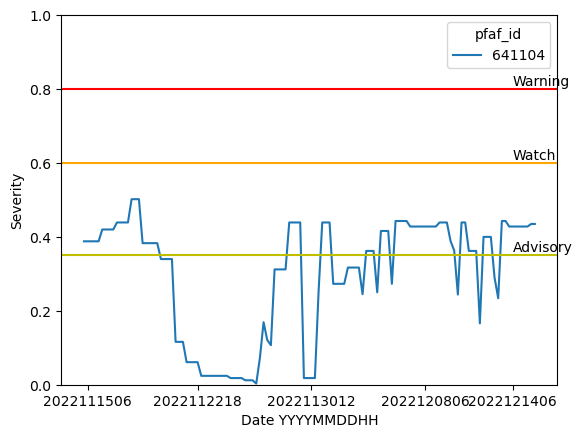 1.0
pfaf_id
641104
Warning
0.8
Watch
0.6
Severity
0.4
Advisory
0.2
0.0
2022111506 2022112218 2022113012 2022120806 2022121406
Date YYYYMMDDHH